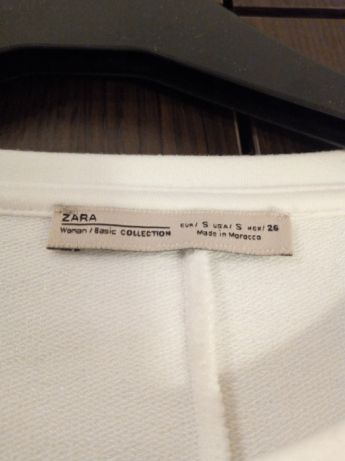 ZARA
Woman / Basic COLLECTION
EUR/ S USA/ S MEX/ 26
Made in Morocco